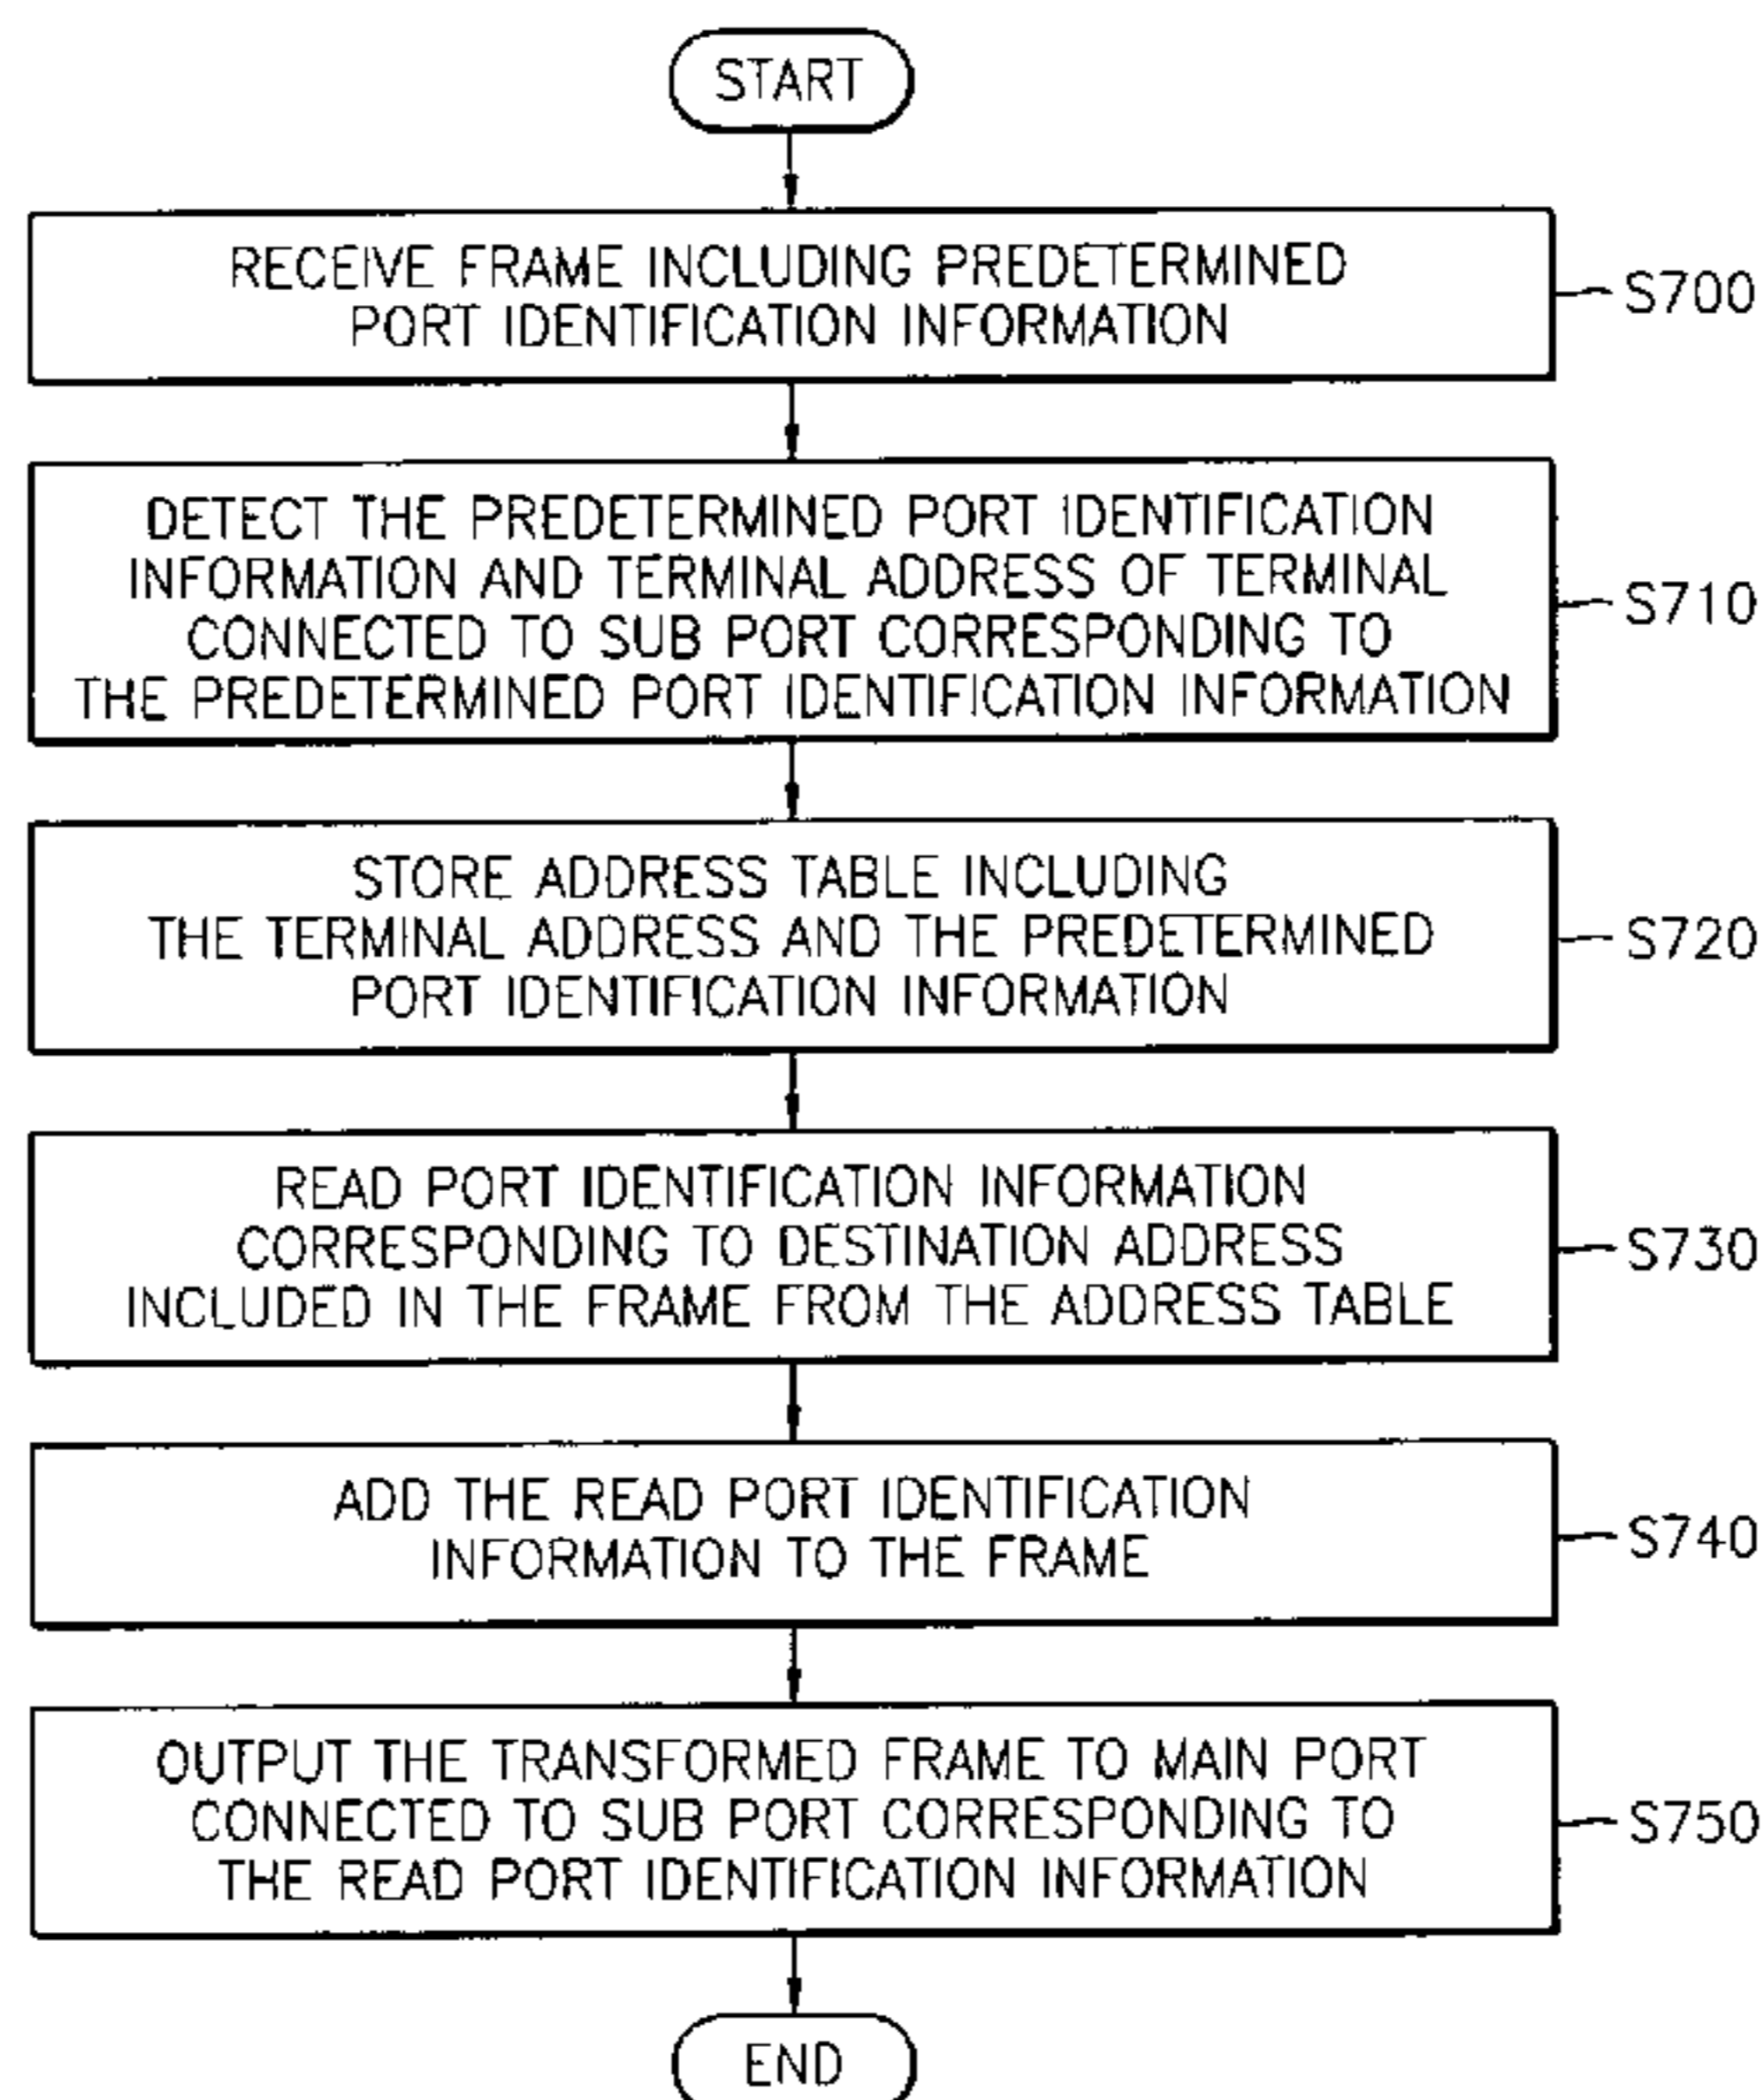 START
RECEIVE FRAME INCLUDING PREDETERMINED
PORT IDENTIFICATION INFORMATION
S700
DETECT THE PREDETERMINED PORT IDENTIFICATION
INFORMATION AND TERMINAL ADDRESS OF TERMINAL
CONNECTED TO SUB PORT CORRESPONDING TO
THE PREDETERMINED PORT IDENTIFICATION INFORMATION
S710
STORE ADDRESS TABLE INCLUDING
THE TERMINAL ADDRESS AND THE PREDETERMINED
PORT IDENTIFICATION INFORMATION
S720
READ PORT IDENTIFICATION INFORMATION
CORRESPONDING TO DESTINATION ADDRESS
INCLUDED IN THE FRAME FROM THE ADDRESS TABLE
S730
ADD THE READ PORT IDENTIFICATION
INFORMATION TO THE FRAME
S740
OUTPUT THE TRANSFORMED FRAME TO MAIN PORT
CONNECTED TO SUB PORT CORRESPONDING TO
THE READ PORT IDENTIFICATION INFORMATION
S750
END